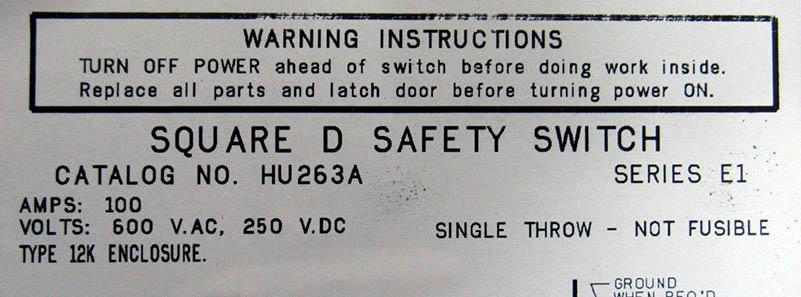 WARNING INSTRUCTIONS
TURN OFF POWER ahead of switch before doing work inside.
Replace all parts and latch door before turning power ON.
SQUARE D SAFETY SWITCH
CATALOG NO. HU263A SERIES E1
AMPS: 100
VOLTS: 600 V.AC, 250 V.DC SINGLE THROW - NOT FUSIBLE
TYPE 12K ENCLOSURE.
GROUND
WHEN REQ'D